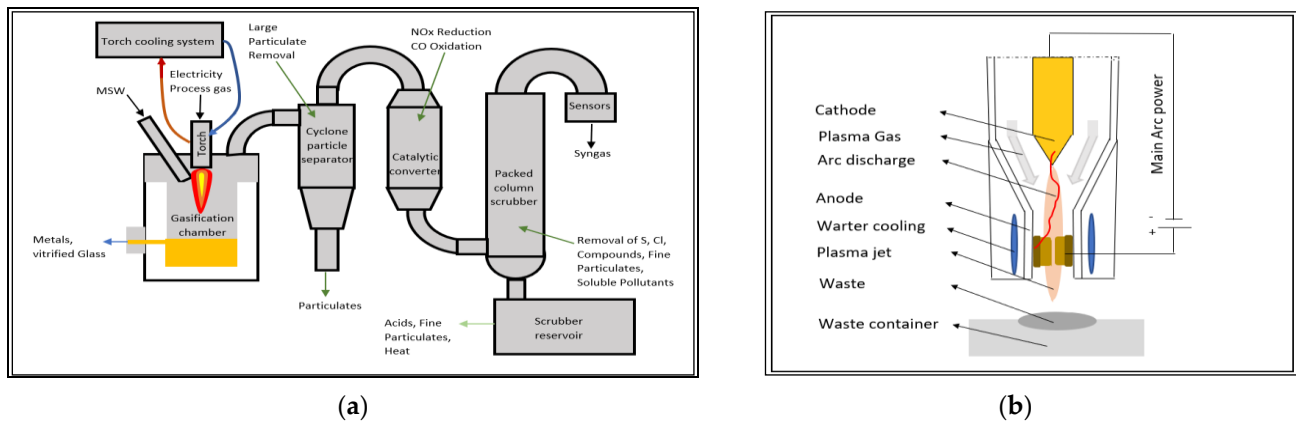 Torch cooling system
MSW
Electricity
Process gas
Torch
Gasification
chamber
Metals,
vitrified Glass
Large
Particulate
Removal
Cyclone
particle
separator
Particulates
NOx Reduction
CO Oxidation
Catalytic
converter
Packed
column
scrubber
Sensors
Syngas
Removal of S, Cl,
Compounds, Fine
Particulates,
Soluble Pollutants
Acids, Fine
Particulates,
Heat
Scrubber
reservoir
(a)
Cathode
Plasma Gas
Arc discharge
Anode
Warter cooling
Plasma jet
Waste
Waste container
Main Arc power
-
+
(b)